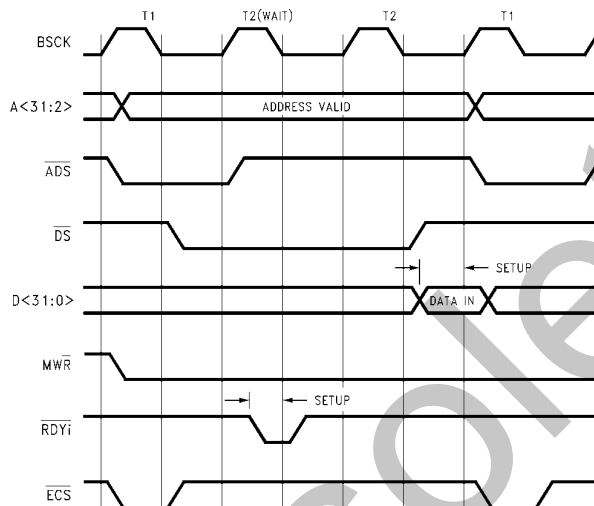 T1 T2(WAIT) T2 T1
BSCK
A<31:2> ADDRESS VALID
ADS
DS
SETUP
D<31:0> DATA IN
MWR
SETUP
RDYi
ECS